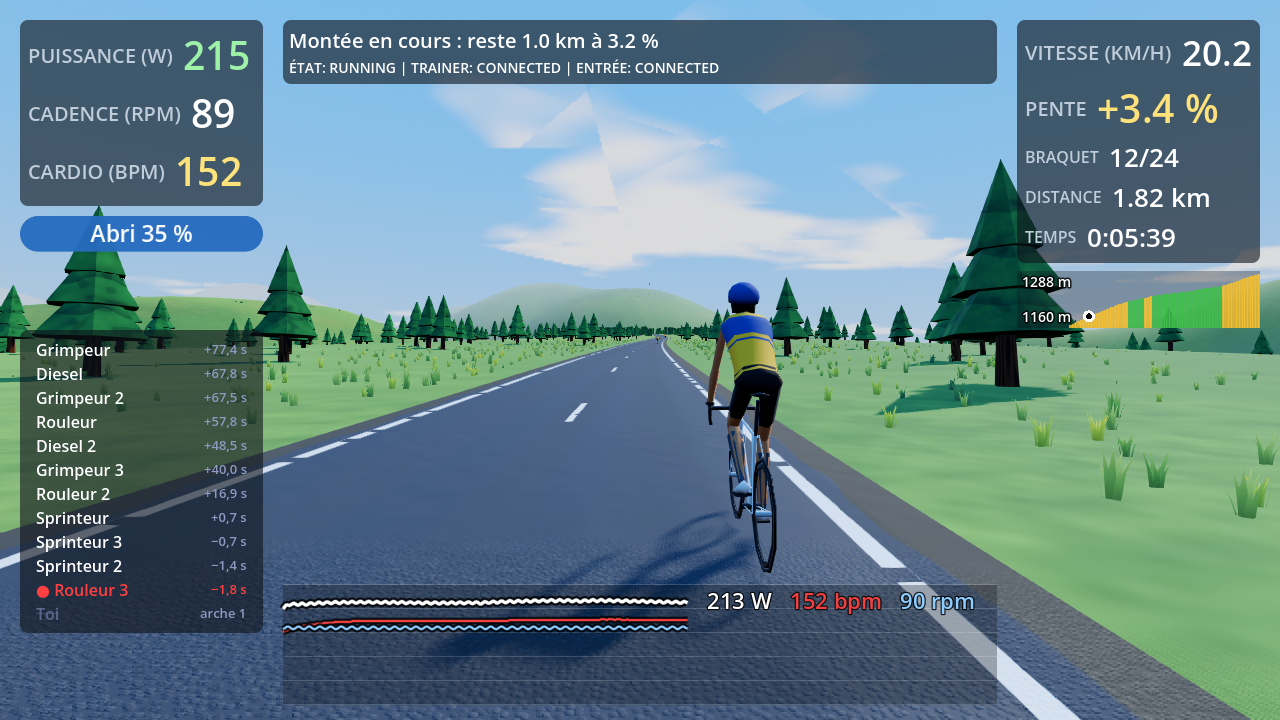 PUISSANCE (W) 215
CADENCE (RPM) 89
CARDIO (BPM) 152
Abri 35 %
Montée en cours : reste 1.0 km à 3.2 %
ÉTAT: RUNNING | TRAINER: CONNECTED | ENTRÉE: CONNECTED
VITESSE (KM/H) 20.2
PENTE +3.4 %
BRAQUET 12/24
DISTANCE 1.82 km
TEMPS 0:05:39
1288 m
1160 m
Grimpeur +77,4 s
Diesel +67,8 s
Grimpeur 2 +67,5 s
Rouleur +57,8 s
Diesel 2 +48,5 s
Grimpeur 3 +40,0 s
Rouleur 2 +16,9 s
Sprinteur +0,7 s
Sprinteur 3 −0,7 s
Sprinteur 2 −1,4 s
Rouleur 3 −1,8 s
Toi arche 1
213 W 152 bpm 90 rpm